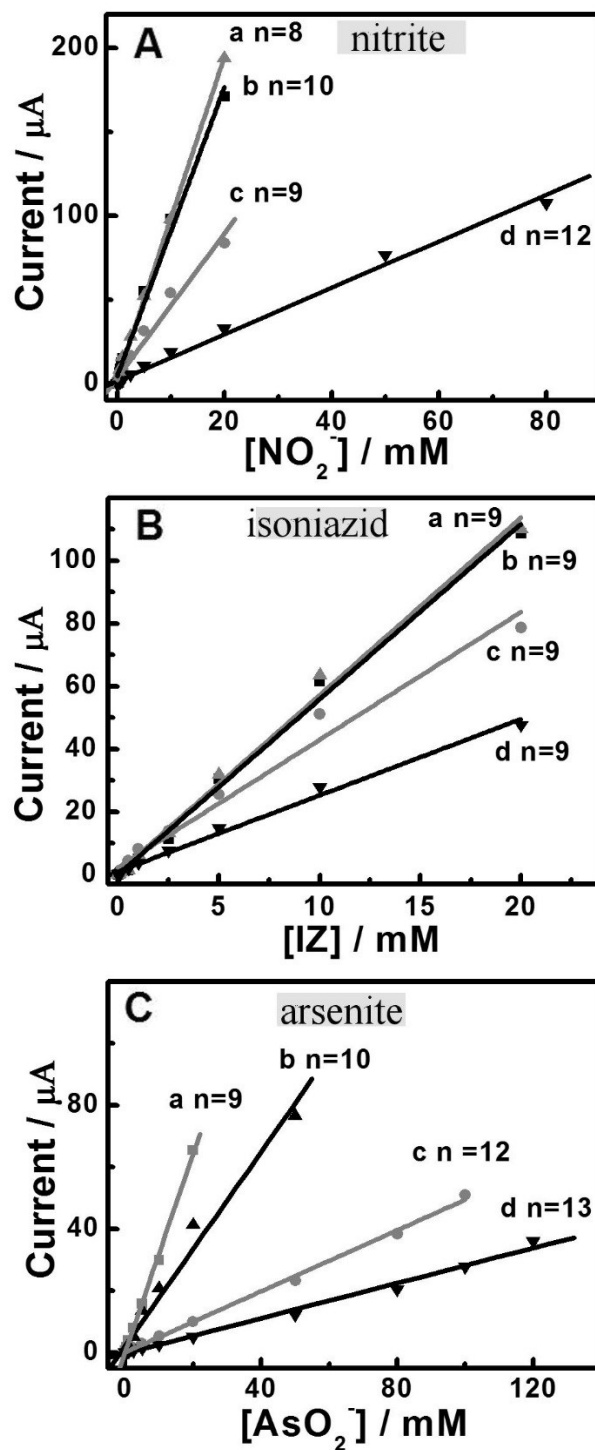 A
nitrite
a n=8
b n=10
c n=9
d n=12
200
100
0
Current / μA
0 20 40 60 80
[NO₂⁻] / mM
B
isoniazid
a n=9
b n=9
c n=9
d n=9
100
80
60
40
20
0
Current / μA
0 5 10 15 20
[IZ] / mM
C
arsenite
a n=9
b n=10
c n=12
d n=13
80
40
0
Current / μA
0 40 80 120
[AsO₂⁻] / mM